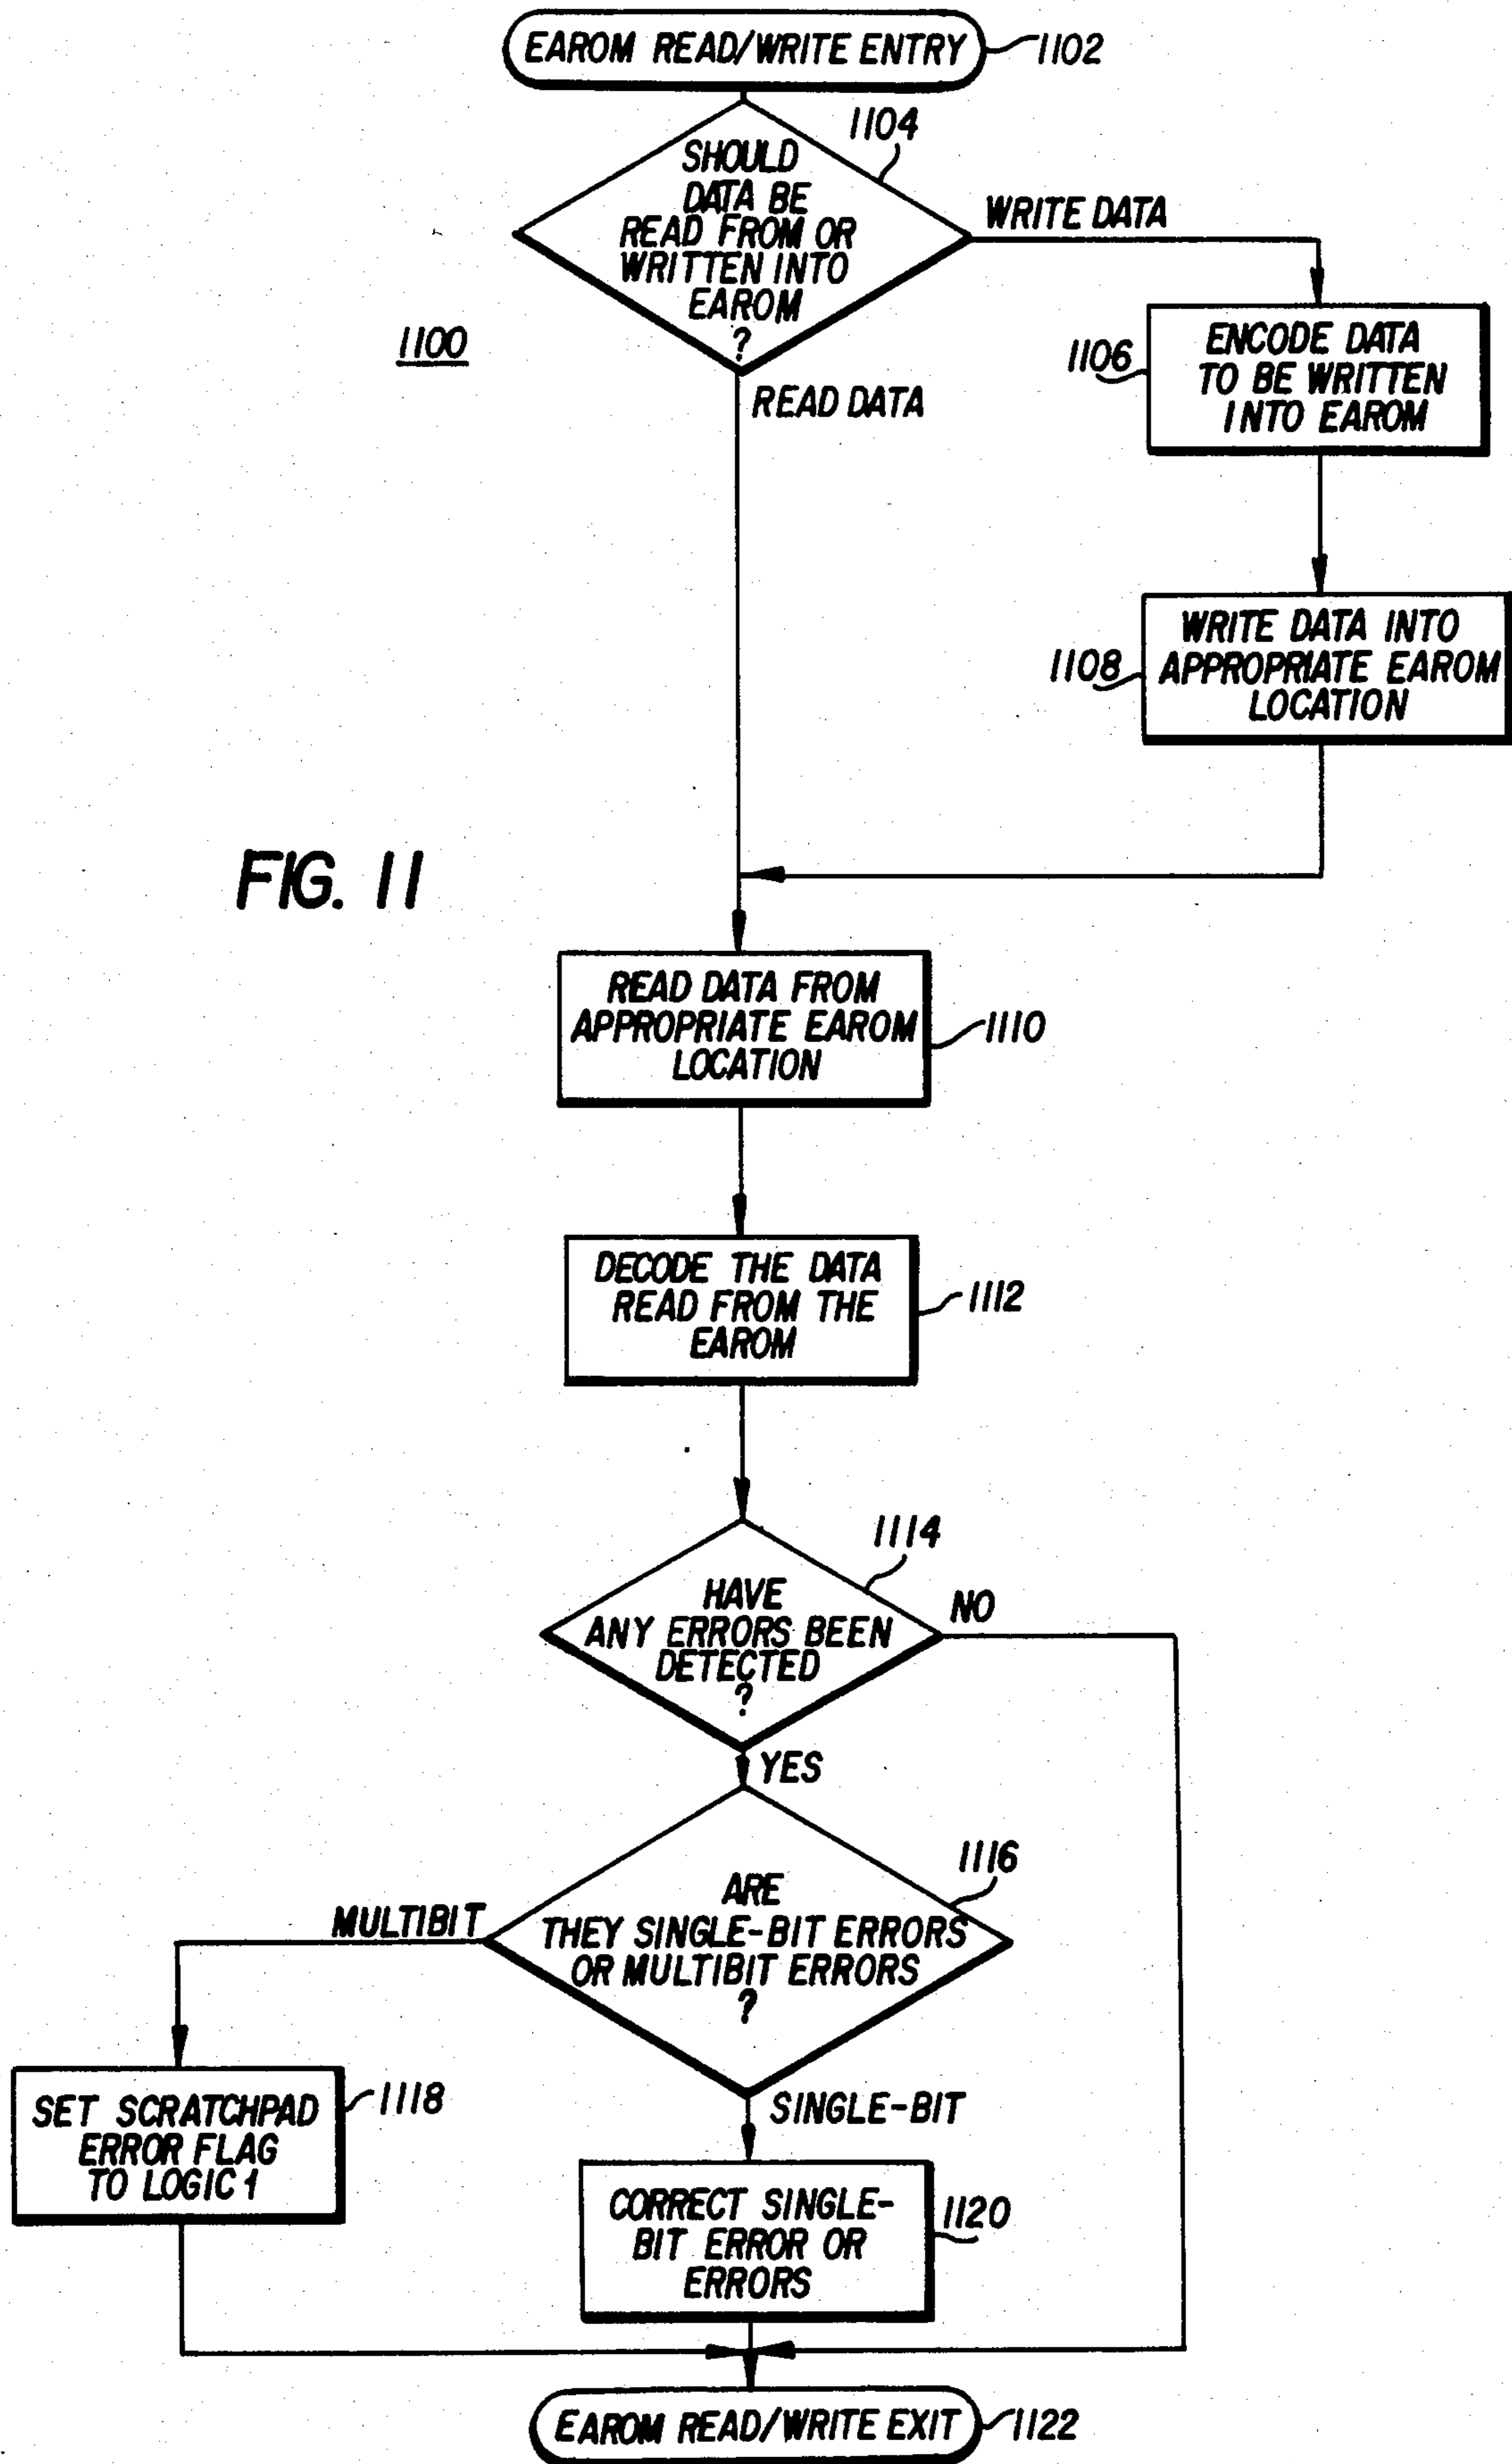 EAROM READ/WRITE ENTRY
1102
1104
SHOULD
DATA BE
READ FROM OR
WRITTEN INTO
EAROM
?
WRITE DATA
1100
READ DATA
1106
ENCODE DATA
TO BE WRITTEN
INTO EAROM
1108
WRITE DATA INTO
APPROPRIATE EAROM
LOCATION
FIG. 11
READ DATA FROM
APPROPRIATE EAROM
LOCATION
1110
DECODE THE DATA
READ FROM THE
EAROM
1112
1114
HAVE
ANY ERRORS BEEN
DETECTED
?
NO
YES
1116
ARE
THEY SINGLE-BIT ERRORS
OR MULTIBIT ERRORS
?
MULTIBIT
SINGLE-BIT
SET SCRATCHPAD
ERROR FLAG
TO LOGIC 1
1118
CORRECT SINGLE-
BIT ERROR OR
ERRORS
1120
EAROM READ/WRITE EXIT
1122